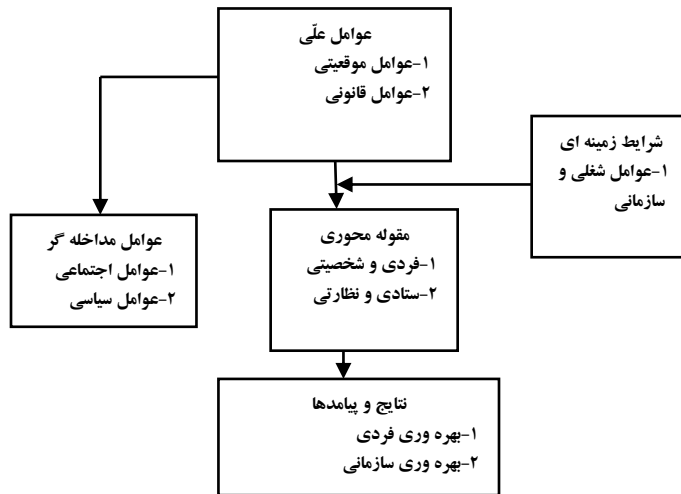 عوامل علّی
۱-عوامل موقعیتی
۲-عوامل قانونی
شرایط زمینه ای
۱-عوامل شغلی و
سازمانی
مقوله محوری
۱-فردی و شخصیتی
۲-ستادی و نظارتی
عوامل مداخله گر
۱-عوامل اجتماعی
۲-عوامل سیاسی
نتایج و پیامدها
۱-بهره وری فردی
۲-بهره وری سازمانی